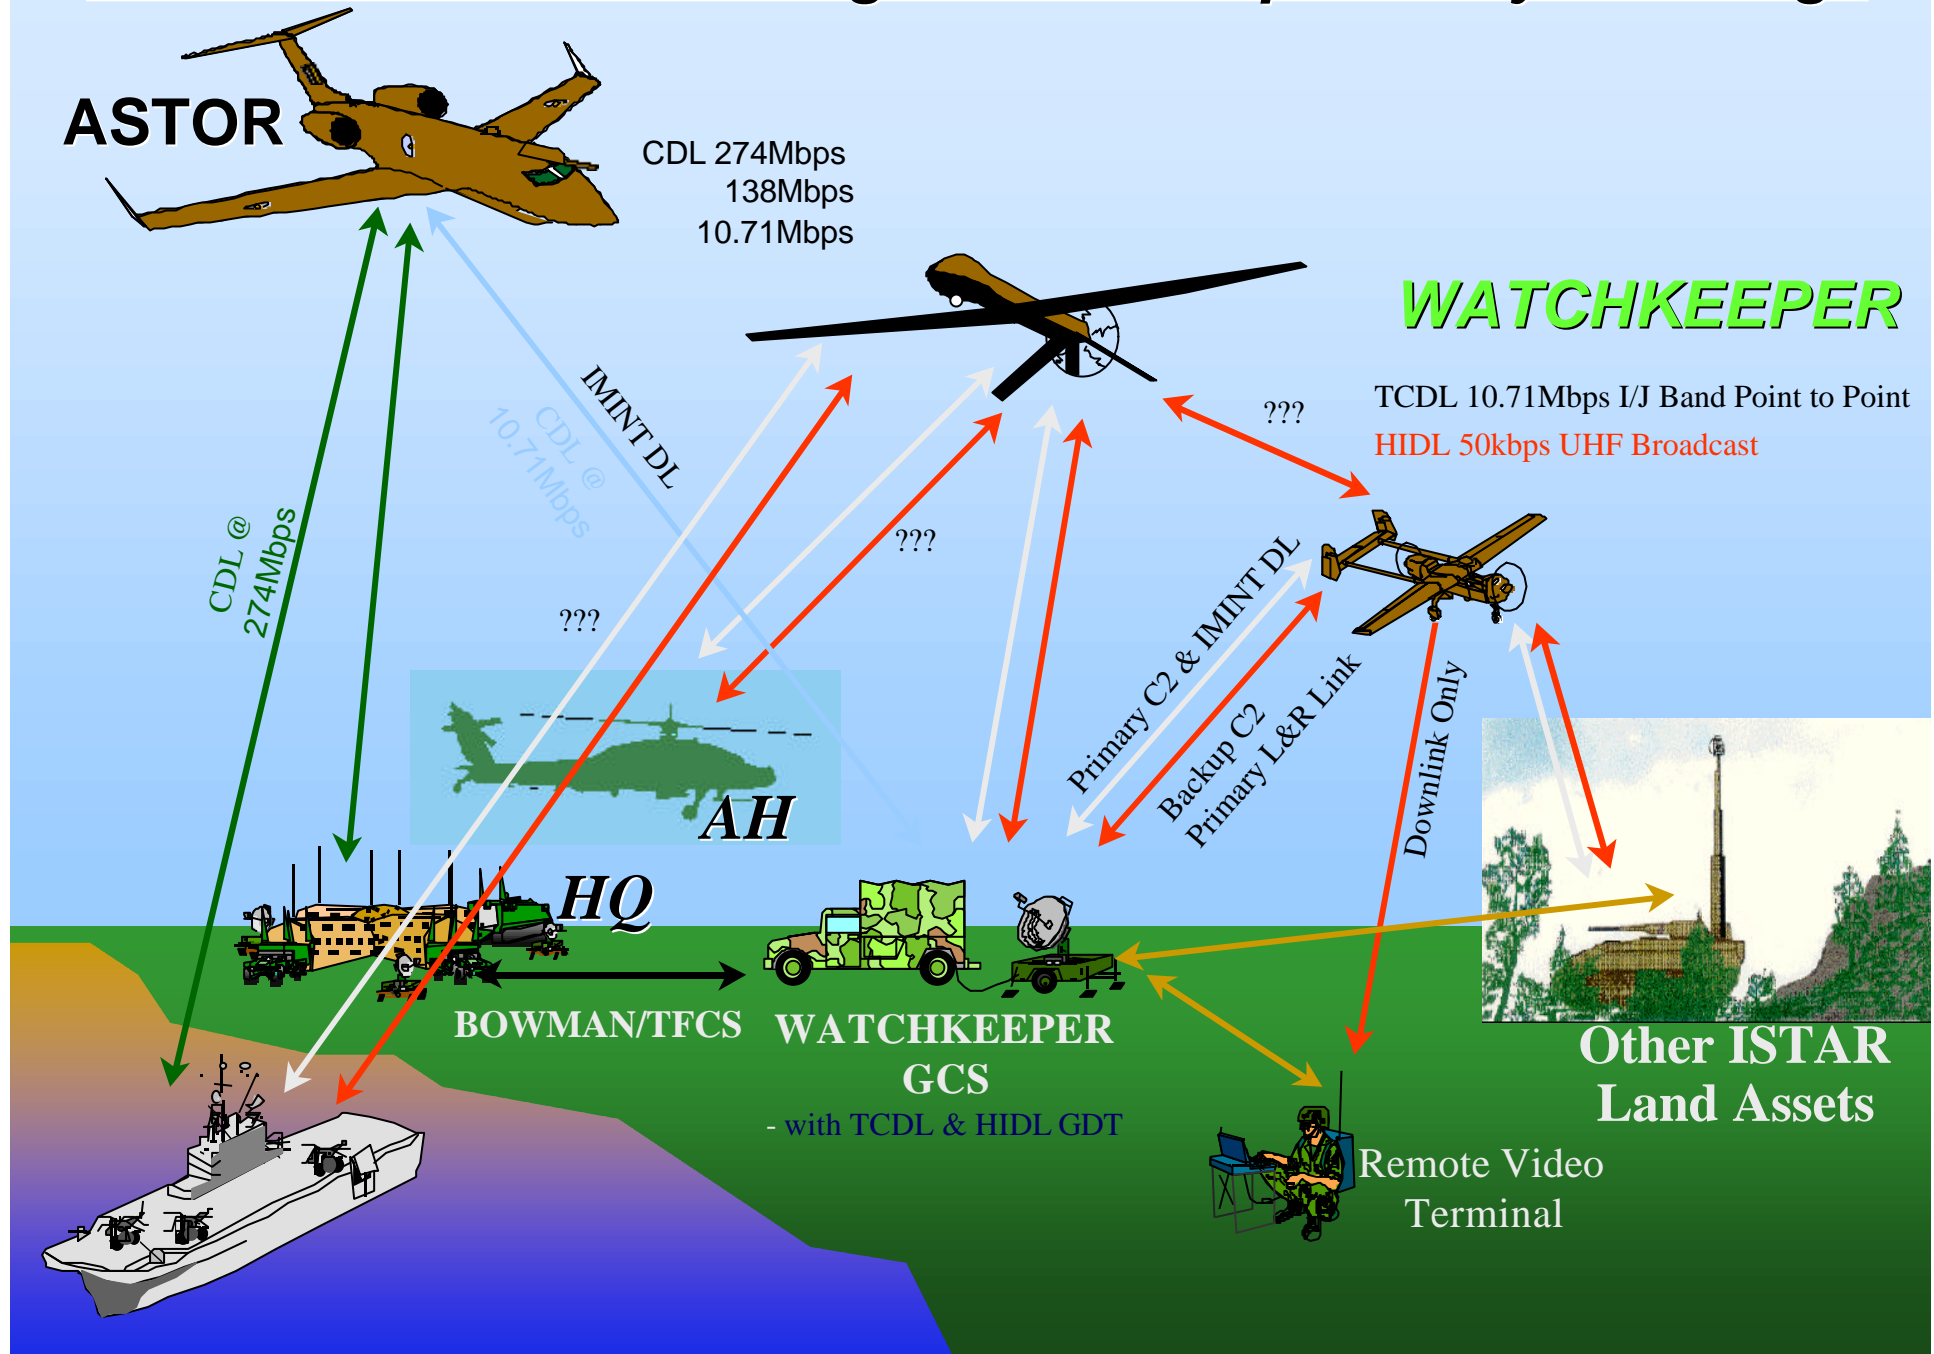 ASTOR
CDL 274Mbps
138Mbps
10.71Mbps
WATCHKEEPER
TCDL 10.71Mbps I/J Band Point to Point
HIDL 50kbps UHF Broadcast
???
IMINT DL
CDL @
10.71Mbps
CDL @
274Mbps
???
???
Primary C2 & IMINT DL
Backup C2
Primary L&R Link
Downlink Only
AH
HQ
BOWMAN/TFCS
WATCHKEEPER
GCS
- with TCDL & HIDL GDT
Other ISTAR
Land Assets
Remote Video
Terminal